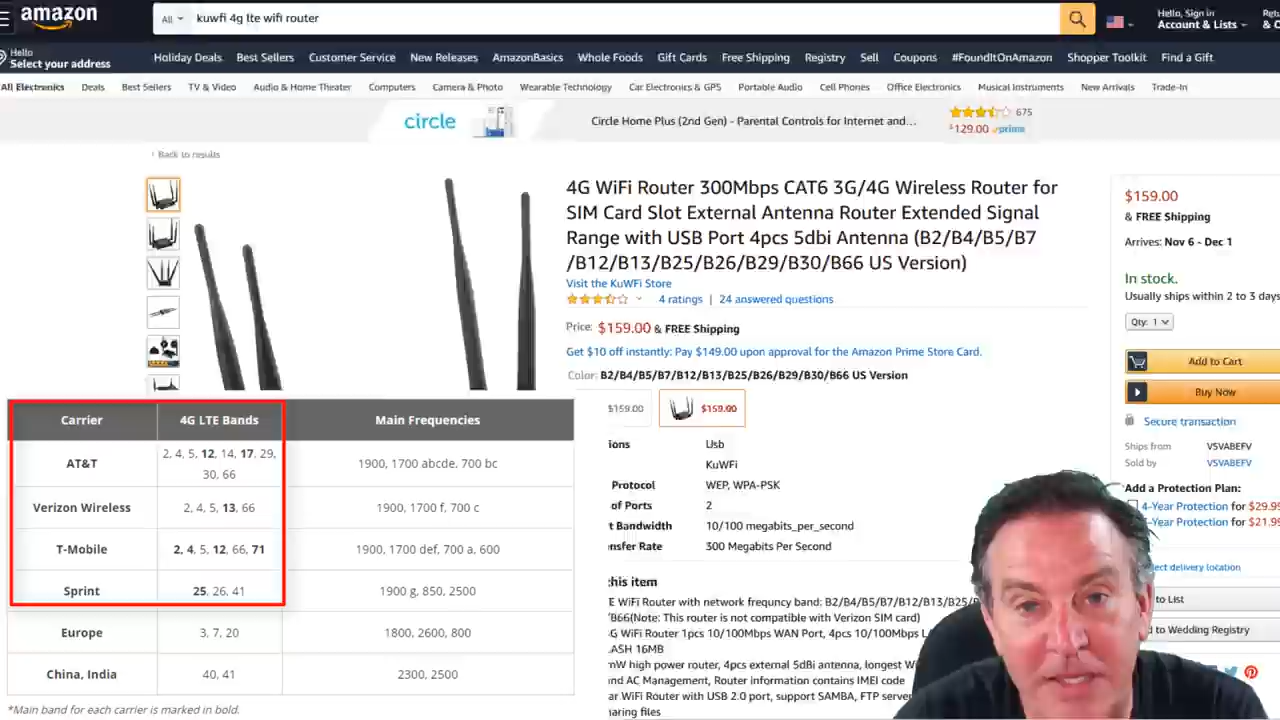 amazon
All
kuwfi 4g lte wifi router
Hello, Sign in
Account & Lists
Hello
Select your address
Holiday Deals
Best Sellers
Customer Service
New Releases
AmazonBasics
Whole Foods
Gift Cards
Free Shipping
Registry
Sell
Coupons
#FoundItOnAmazon
Shopper Toolkit
Find a Gift
All Electronics
Deals
Best Sellers
TV & Video
Audio & Home Theater
Computers
Camera & Photo
Wearable Technology
Car Electronics & GPS
Portable Audio
Cell Phones
Office Electronics
Musical Instruments
New Arrivals
Trade-In
circle
Circle Home Plus (2nd Gen) - Parental Controls for Internet and...
675
$129.00 prime
‹ Back to results
4G WiFi Router 300Mbps CAT6 3G/4G Wireless Router for
SIM Card Slot External Antenna Router Extended Signal
Range with USB Port 4pcs 5dbi Antenna (B2/B4/B5/B7
/B12/B13/B25/B26/B29/B30/B66 US Version)
Visit the KuWFi Store
4 ratings | 24 answered questions
Price: $159.00 & FREE Shipping
Get $10 off instantly: Pay $149.00 upon approval for the Amazon Prime Store Card.
Color: B2/B4/B5/B7/B12/B13/B25/B26/B29/B30/B66 US Version
$159.00
$159.00
ions Usb
KuWFi
Protocol WEP, WPA-PSK
of Ports 2
t Bandwidth 10/100 megabits_per_second
nsfer Rate 300 Megabits Per Second
this item
E WiFi Router with network frequncy band: B2/B4/B5/B7/B12/B13/B25/
/B66(Note: This router is not compatible with Verizon SIM card)
G WiFi Router 1pcs 10/100Mbps WAN Port, 4pcs 10/100Mbps L
ASH 16MB
mW high power router, 4pcs external 5dBi antenna, longest Wi
nd AC Management, Router information contains IMEI code
ar WiFi Router with USB 2.0 port, support SAMBA, FTP server
haring files
$159.00
& FREE Shipping
Arrives: Nov 6 - Dec 1
In stock.
Usually ships within 2 to 3 days
Qty: 1
Add to Cart
Buy Now
Secure transaction
Ships from VSVABEFV
Sold by VSVABEFV
Add a Protection Plan:
4-Year Protection for $29.99
-Year Protection for $21.99
lect delivery location
to List
d to Wedding Registry
Carrier 4G LTE Bands Main Frequencies
AT&T 2, 4, 5, 12, 14, 17, 29, 30, 66 1900, 1700 abcde, 700 bc
Verizon Wireless 2, 4, 5, 13, 66 1900, 1700 f, 700 c
T-Mobile 2, 4, 5, 12, 66, 71 1900, 1700 def, 700 a, 600
Sprint 25, 26, 41 1900 g, 850, 2500
Europe 3, 7, 20 1800, 2600, 800
China, India 40, 41 2300, 2500
*Main band for each carrier is marked in bold.